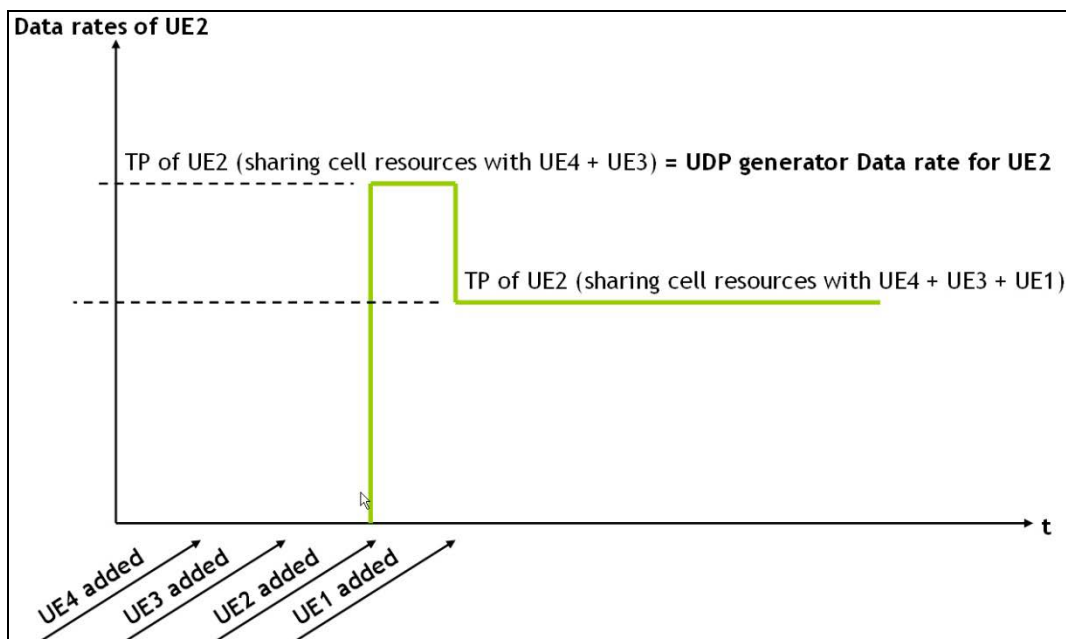 Data rates of UE2
TP of UE2 (sharing cell resources with UE4 + UE3) = UDP generator Data rate for UE2
TP of UE2 (sharing cell resources with UE4 + UE3 + UE1)
t
UE4 added
UE3 added
UE2 added
UE1 added